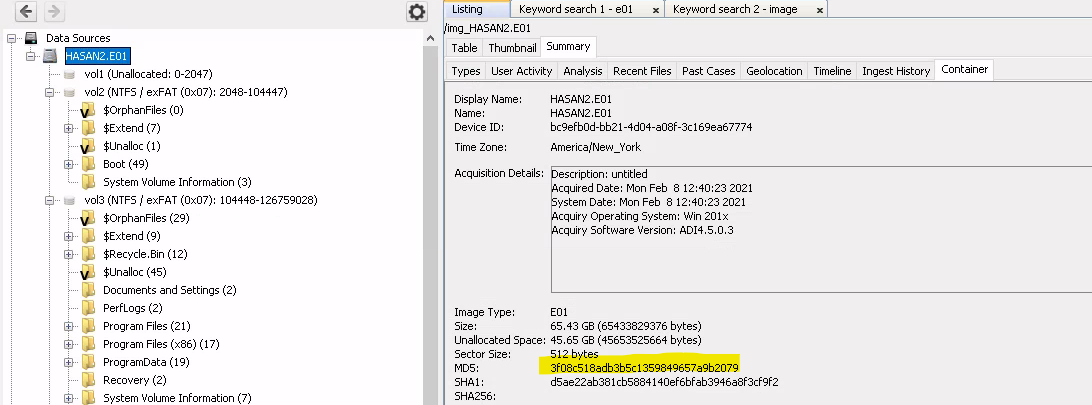 Data Sources
HASAN2.E01
vol1 (Unallocated: 0-2047)
vol2 (NTFS / exFAT (0x07): 2048-104447)
$OrphanFiles (0)
$Extend (7)
$Unalloc (1)
Boot (49)
System Volume Information (3)
vol3 (NTFS / exFAT (0x07): 104448-126759028)
$OrphanFiles (29)
$Extend (9)
$Recycle.Bin (12)
$Unalloc (45)
Documents and Settings (2)
PerfLogs (2)
Program Files (21)
Program Files (x86) (17)
ProgramData (19)
Recovery (2)
System Volume Information (7)
Listing Keyword search 1 - e01 x Keyword search 2 - image x
/img_HASAN2.E01
Table Thumbnail Summary
Types User Activity Analysis Recent Files Past Cases Geolocation Timeline Ingest History Container
Display Name: HASAN2.E01
Name: HASAN2.E01
Device ID: bc9efb0d-bb21-4d04-a08f-3c169ea67774
Time Zone: America/New_York
Acquisition Details: Description: untitled
Acquired Date: Mon Feb 8 12:40:23 2021
System Date: Mon Feb 8 12:40:23 2021
Acquiry Operating System: Win 201x
Acquiry Software Version: ADI4.5.0.3
Image Type: E01
Size: 65.43 GB (65433829376 bytes)
Unallocated Space: 45.65 GB (45653525664 bytes)
Sector Size: 512 bytes
MD5: 3f08c518adb3b5c1359849657a9b2079
SHA1: d5ae22ab381cb5884140ef6bfab3946a8f3cf9f2
SHA256: